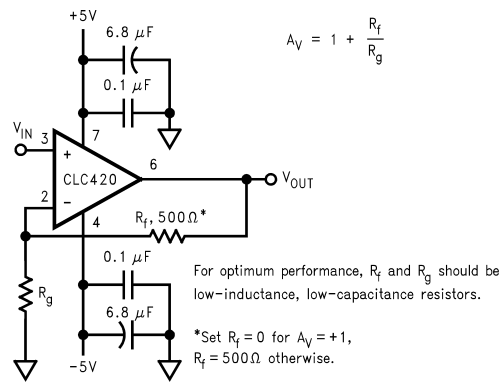 +5V
6.8 μF
A_V = 1 + R_f / R_g
0.1 μF
V_IN
3
7
+
CLC420
6
V_OUT
2
−
4
R_f, 500Ω*
0.1 μF
R_g
6.8 μF
−5V
For optimum performance, R_f and R_g should be
low-inductance, low-capacitance resistors.
*Set R_f = 0 for A_V = +1,
R_f = 500Ω otherwise.